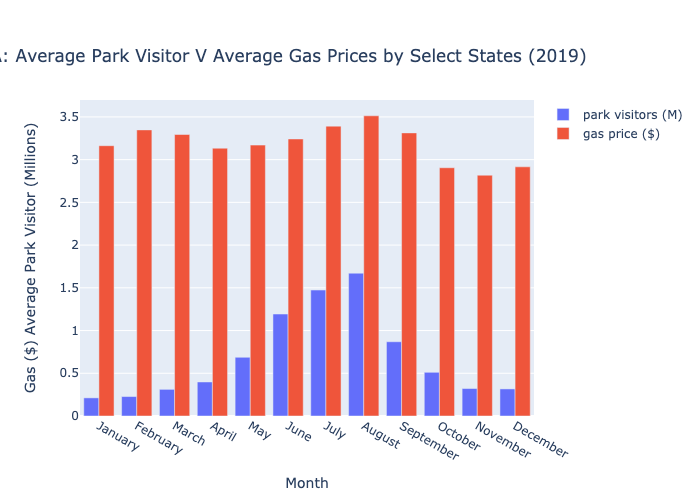 : Average Park Visitor V Average Gas Prices by Select States (2019)
park visitors (M)
gas price ($)
Gas ($) Average Park Visitor (Millions)
3.5
3
2.5
2
1.5
1
0.5
0
January
February
March
April
May
June
July
August
September
October
November
December
Month